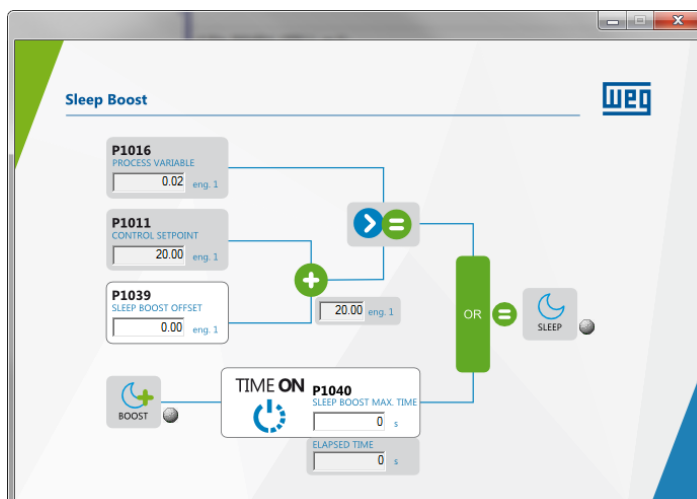 Sleep Boost
WEG
P1016
PROCESS VARIABLE
0.02 eng. 1
P1011
CONTROL SETPOINT
20.00 eng. 1
P1039
SLEEP BOOST OFFSET
0.00 eng. 1
20.00 eng. 1
OR
SLEEP
BOOST
TIME ON
P1040
SLEEP BOOST MAX. TIME
0 s
ELAPSED TIME
0 s